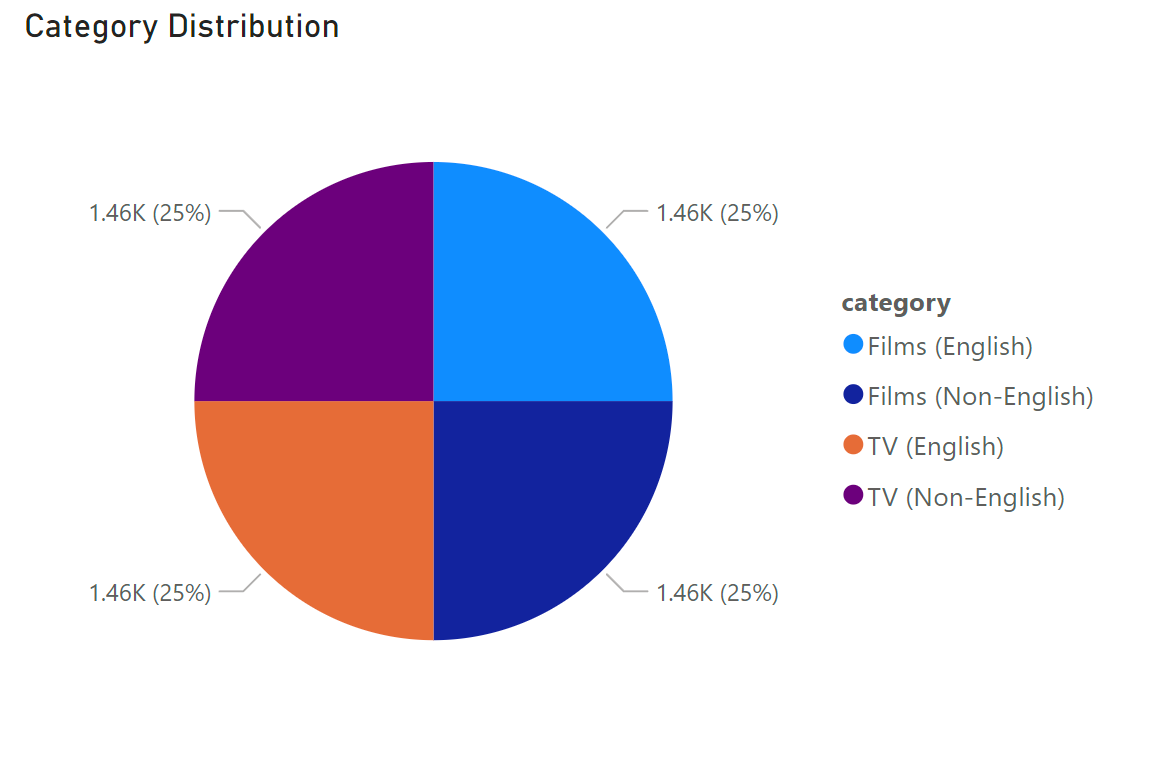 Category Distribution
1.46K (25%)
1.46K (25%)
1.46K (25%)
1.46K (25%)
category
Films (English)
Films (Non-English)
TV (English)
TV (Non-English)